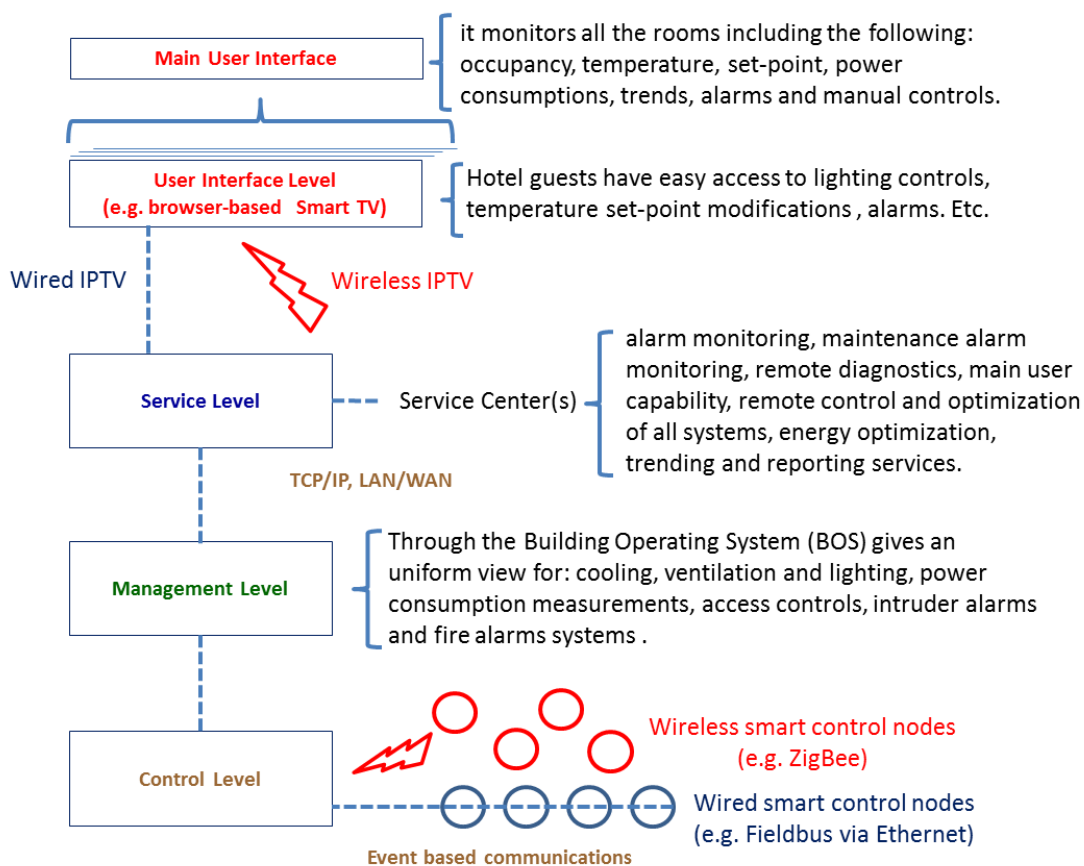 Main User Interface
it monitors all the rooms including the following:
occupancy, temperature, set-point, power
consumptions, trends, alarms and manual controls.
User Interface Level
(e.g. browser-based Smart TV)
Hotel guests have easy access to lighting controls,
temperature set-point modifications , alarms. Etc.
Wired IPTV
Wireless IPTV
Service Level
Service Center(s)
alarm monitoring, maintenance alarm
monitoring, remote diagnostics, main user
capability, remote control and optimization
of all systems, energy optimization,
trending and reporting services.
TCP/IP, LAN/WAN
Management Level
Through the Building Operating System (BOS) gives an
uniform view for: cooling, ventilation and lighting, power
consumption measurements, access controls, intruder alarms
and fire alarms systems .
Control Level
Wireless smart control nodes
(e.g. ZigBee)
Wired smart control nodes
(e.g. Fieldbus via Ethernet)
Event based communications